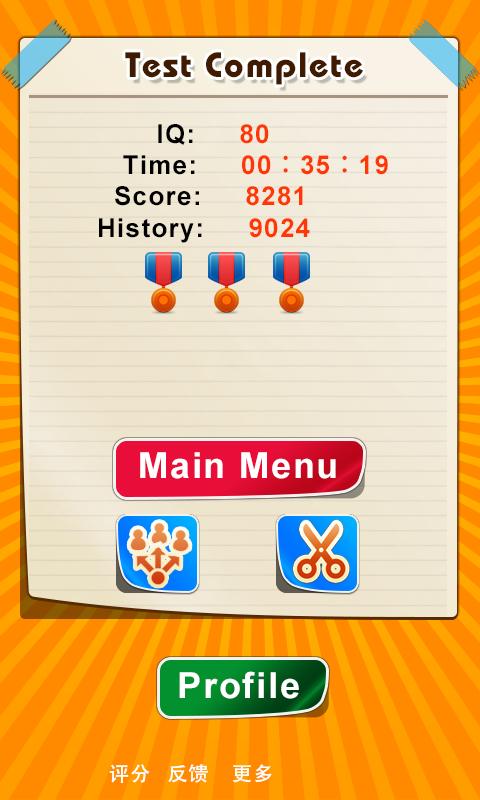 Test Complete
IQ: 80
Time: 00：35：19
Score: 8281
History: 9024
Main Menu
Profile
评分 反馈 更多